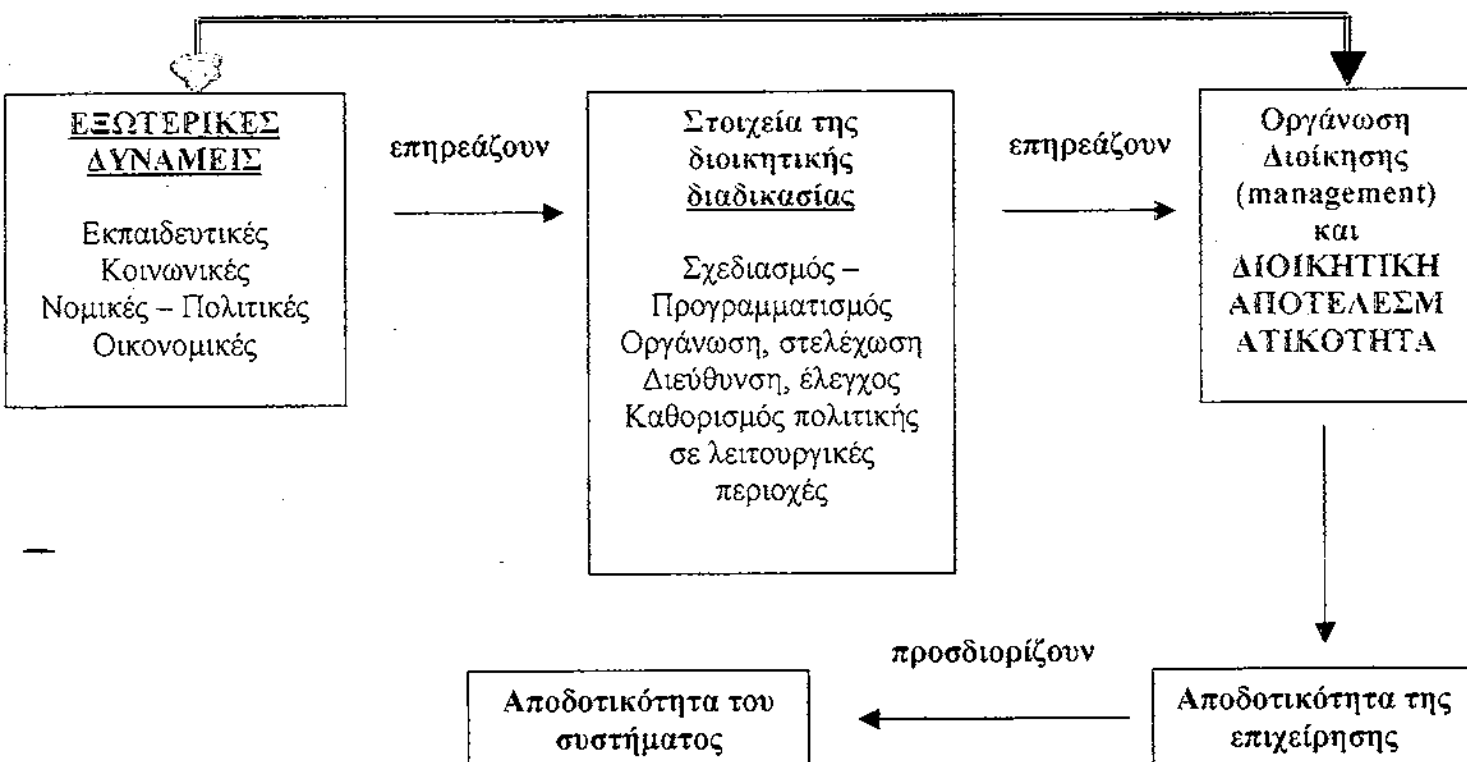 ΕΞΩΤΕΡΙΚΕΣ
ΔΥΝΑΜΕΙΣ
Εκπαιδευτικές
Κοινωνικές
Νομικές – Πολιτικές
Οικονομικές
επηρεάζουν
Στοιχεία της
διοικητικής
διαδικασίας
Σχεδιασμός –
Προγραμματισμός
Οργάνωση, στελέχωση
Διεύθυνση, έλεγχος
Καθορισμός πολιτικής
σε λειτουργικές
περιοχές
επηρεάζουν
Οργάνωση
Διοίκησης
(management)
και
ΔΙΟΙΚΗΤΙΚΗ
ΑΠΟΤΕΛΕΣΜ
ΑΤΙΚΟΤΗΤΑ
προσδιορίζουν
Αποδοτικότητα του
συστήματος
Αποδοτικότητα της
επιχείρησης